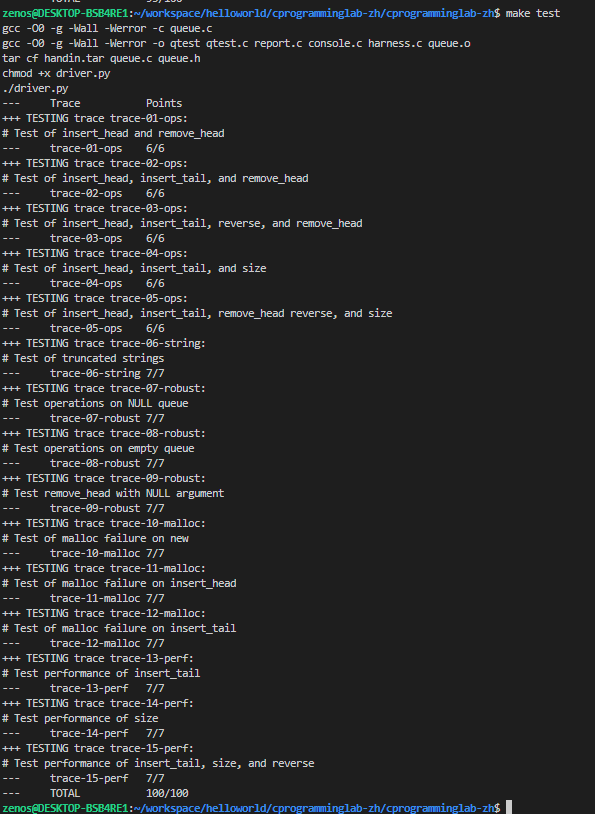 TOTAL 93/100
zenos@DESKTOP-BSB4RE1:~/workspace/helloworld/cprogramminglab-zh/cprogramminglab-zh$ make test
gcc -O0 -g -Wall -Werror -c queue.c
gcc -O0 -g -Wall -Werror -o qtest qtest.c report.c console.c harness.c queue.o
tar cf handin.tar queue.c queue.h
chmod +x driver.py
./driver.py
--- Trace Points
+++ TESTING trace trace-01-ops:
# Test of insert_head and remove_head
--- trace-01-ops 6/6
+++ TESTING trace trace-02-ops:
# Test of insert_head, insert_tail, and remove_head
--- trace-02-ops 6/6
+++ TESTING trace trace-03-ops:
# Test of insert_head, insert_tail, reverse, and remove_head
--- trace-03-ops 6/6
+++ TESTING trace trace-04-ops:
# Test of insert_head, insert_tail, and size
--- trace-04-ops 6/6
+++ TESTING trace trace-05-ops:
# Test of insert_head, insert_tail, remove_head reverse, and size
--- trace-05-ops 6/6
+++ TESTING trace trace-06-string:
# Test of truncated strings
--- trace-06-string 7/7
+++ TESTING trace trace-07-robust:
# Test operations on NULL queue
--- trace-07-robust 7/7
+++ TESTING trace trace-08-robust:
# Test operations on empty queue
--- trace-08-robust 7/7
+++ TESTING trace trace-09-robust:
# Test remove_head with NULL argument
--- trace-09-robust 7/7
+++ TESTING trace trace-10-malloc:
# Test of malloc failure on new
--- trace-10-malloc 7/7
+++ TESTING trace trace-11-malloc:
# Test of malloc failure on insert_head
--- trace-11-malloc 7/7
+++ TESTING trace trace-12-malloc:
# Test of malloc failure on insert_tail
--- trace-12-malloc 7/7
+++ TESTING trace trace-13-perf:
# Test performance of insert_tail
--- trace-13-perf 7/7
+++ TESTING trace trace-14-perf:
# Test performance of size
--- trace-14-perf 7/7
+++ TESTING trace trace-15-perf:
# Test performance of insert_tail, size, and reverse
--- trace-15-perf 7/7
--- TOTAL 100/100
zenos@DESKTOP-BSB4RE1:~/workspace/helloworld/cprogramminglab-zh/cprogramminglab-zh$